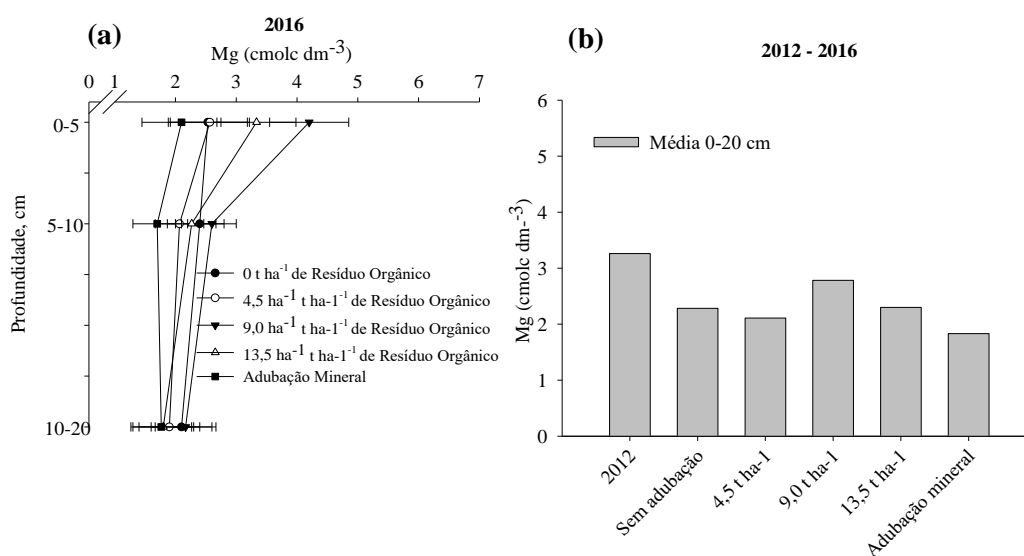 (a)
2016
Mg (cmolc dm-3)
0 1 2 3 4 5 6 7
Profundidade, cm
0-5
5-10
10-20
0 t ha-1 de Resíduo Orgânico
4,5 ha-1 t ha-1-1 de Resíduo Orgânico
9,0 ha-1 t ha-1-1 de Resíduo Orgânico
13,5 ha-1 t ha-1-1 de Resíduo Orgânico
Adubação Mineral
(b)
2012 - 2016
Mg (cmolc dm--3)
6
5
4
3
2
1
0
Média 0-20 cm
2012
Sem adubação
4,5 t ha-1
9,0 t ha-1
13,5 t ha-1
Adubação mineral